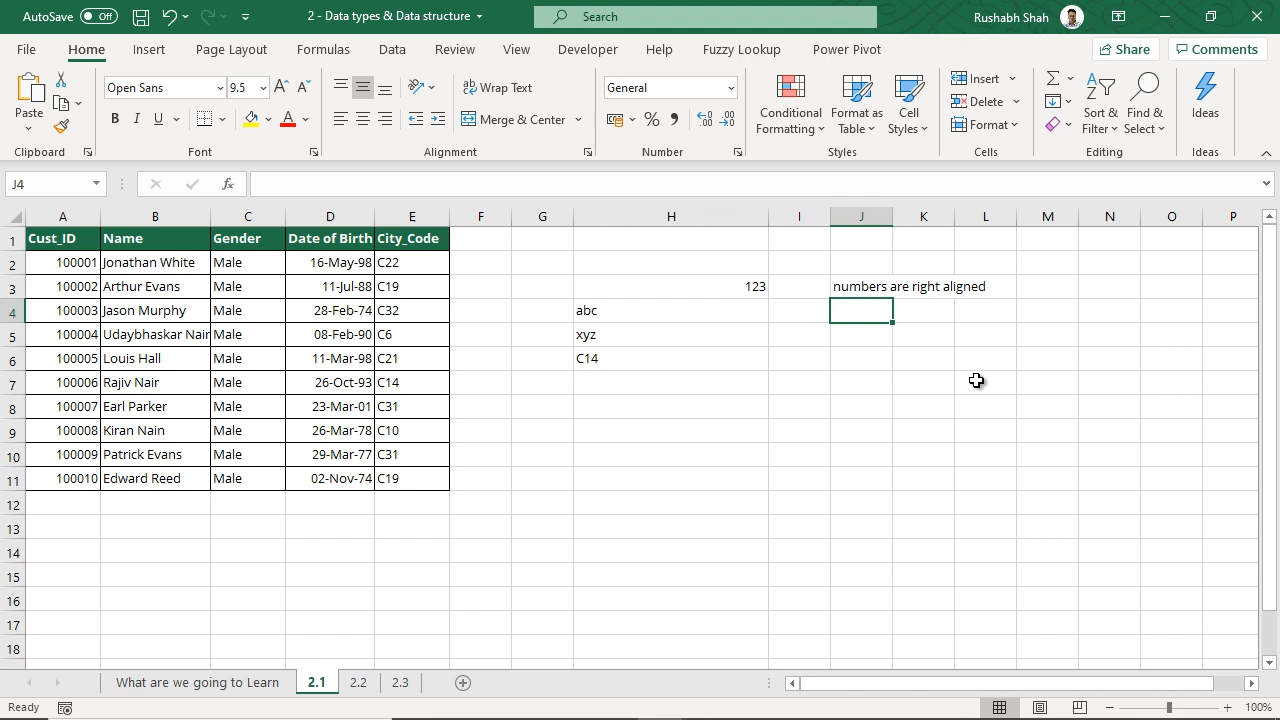 AutoSave Off 2 - Data types & Data structure Search Rushabh Shah
File Home Insert Page Layout Formulas Data Review View Developer Help Fuzzy Lookup Power Pivot Share Comments
Open Sans 9.5 A A Wrap Text General Insert
Paste B I U A Merge & Center % Conditional Formatting Format as Table Cell Styles Delete Format Sort & Filter Find & Select Ideas
Clipboard Font Alignment Number Styles Cells Editing Ideas
J4 fx
A B C D E F G H I J K L M N O P
1 Cust_ID Name Gender Date of Birth City_Code
2 100001 Jonathan White Male 16-May-98 C22
3 100002 Arthur Evans Male 11-Jul-88 C19 123 numbers are right aligned
4 100003 Jason Murphy Male 28-Feb-74 C32 abc
5 100004 Udaybhaskar Nair Male 08-Feb-90 C6 xyz
6 100005 Louis Hall Male 11-Mar-98 C21 C14
7 100006 Rajiv Nair Male 26-Oct-93 C14
8 100007 Earl Parker Male 23-Mar-01 C31
9 100008 Kiran Nain Male 26-Mar-78 C10
10 100009 Patrick Evans Male 29-Mar-77 C31
11 100010 Edward Reed Male 02-Nov-74 C19
12
13
14
15
16
17
18
What are we going to Learn 2.1 2.2 2.3
Ready 100%